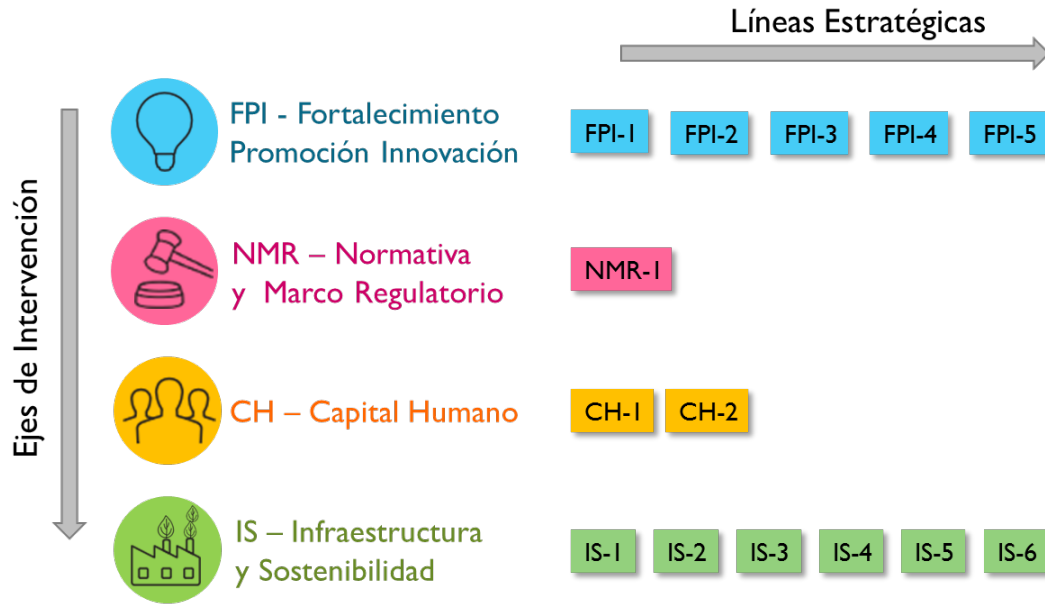 Líneas Estratégicas
Ejes de Intervención
FPI - Fortalecimiento
Promoción Innovación
FPI-1 FPI-2 FPI-3 FPI-4 FPI-5
NMR – Normativa
y Marco Regulatorio
NMR-1
CH – Capital Humano
CH-1 CH-2
IS – Infraestructura
y Sostenibilidad
IS-1 IS-2 IS-3 IS-4 IS-5 IS-6